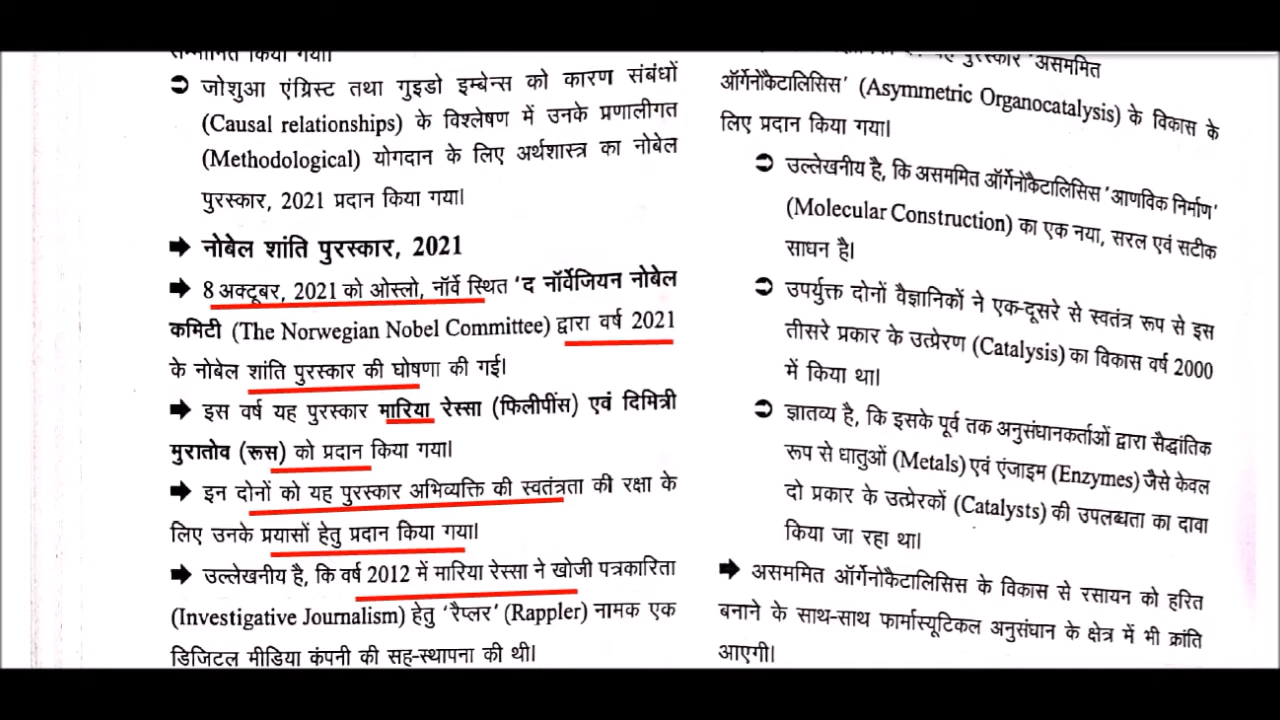 सम्मानित किया गया।
➲ जोशुआ एंग्रिस्ट तथा गुइडो इम्बेन्स को कारण संबंधों
(Causal relationships) के विश्लेषण में उनके प्रणालीगत
(Methodological) योगदान के लिए अर्थशास्त्र का नोबेल
पुरस्कार, 2021 प्रदान किया गया।
➡ नोबेल शांति पुरस्कार, 2021
➡ 8 अक्टूबर, 2021 को ओस्लो, नॉर्वे स्थित 'द नॉर्वेजियन नोबेल
कमिटी (The Norwegian Nobel Committee) द्वारा वर्ष 2021
के नोबेल शांति पुरस्कार की घोषणा की गई।
➡ इस वर्ष यह पुरस्कार मारिया रेस्सा (फिलीपींस) एवं दिमित्री
मुरातोव (रूस) को प्रदान किया गया।
➡ इन दोनों को यह पुरस्कार अभिव्यक्ति की स्वतंत्रता की रक्षा के
लिए उनके प्रयासों हेतु प्रदान किया गया।
➡ उल्लेखनीय है, कि वर्ष 2012 में मारिया रेस्सा ने खोजी पत्रकारिता
(Investigative Journalism) हेतु 'रैप्लर' (Rappler) नामक एक
डिजिटल मीडिया कंपनी की सह-स्थापना की थी।
पुरस्कार 'असममित
ऑर्गेनोकैटालिसिस' (Asymmetric Organocatalysis) के विकास के
लिए प्रदान किया गया।
➲ उल्लेखनीय है, कि असममित ऑर्गेनोकैटालिसिस 'आणविक निर्माण'
(Molecular Construction) का एक नया, सरल एवं सटीक
साधन है।
➲ उपर्युक्त दोनों वैज्ञानिकों ने एक-दूसरे से स्वतंत्र रूप से इस
तीसरे प्रकार के उत्प्रेरण (Catalysis) का विकास वर्ष 2000
में किया था।
➲ ज्ञातव्य है, कि इसके पूर्व तक अनुसंधानकर्ताओं द्वारा सैद्धांतिक
रूप से धातुओं (Metals) एवं एंजाइम (Enzymes) जैसे केवल
दो प्रकार के उत्प्रेरकों (Catalysts) की उपलब्धता का दावा
किया जा रहा था।
➡ असममित ऑर्गेनोकैटालिसिस के विकास से रसायन को हरित
बनाने के साथ-साथ फार्मास्यूटिकल अनुसंधान के क्षेत्र में भी क्रांति
आएगी।